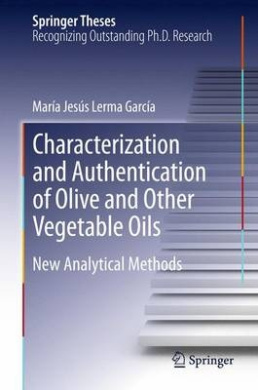 Springer Theses
Recognizing Outstanding Ph.D. Research
María Jesús Lerma García
Characterization
and Authentication
of Olive and Other
Vegetable Oils
New Analytical Methods
Springer